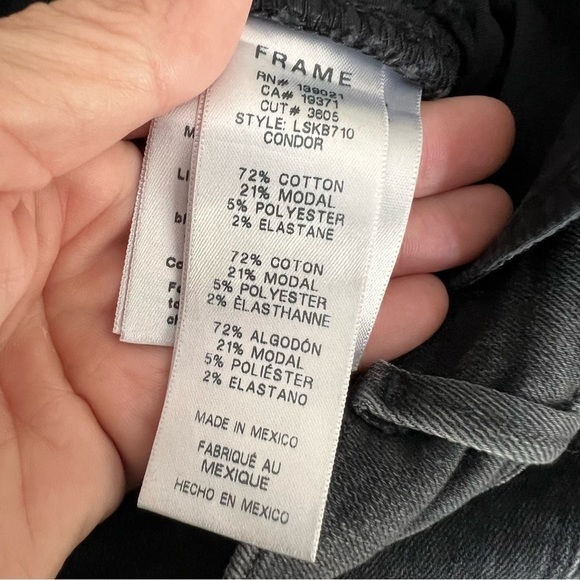 FRAME
RN# 139021
CA# 19371
CUT# 3605
STYLE: LSKB710
CONDOR
72% COTTON
21% MODAL
5% POLYESTER
2% ELASTANE
72% COTON
21% MODAL
5% POLYESTER
2% ÉLASTHANNE
72% ALGODÓN
21% MODAL
5% POLIÉSTER
2% ELASTANO
MADE IN MEXICO
FABRIQUÉ AU
MEXIQUE
HECHO EN MEXICO